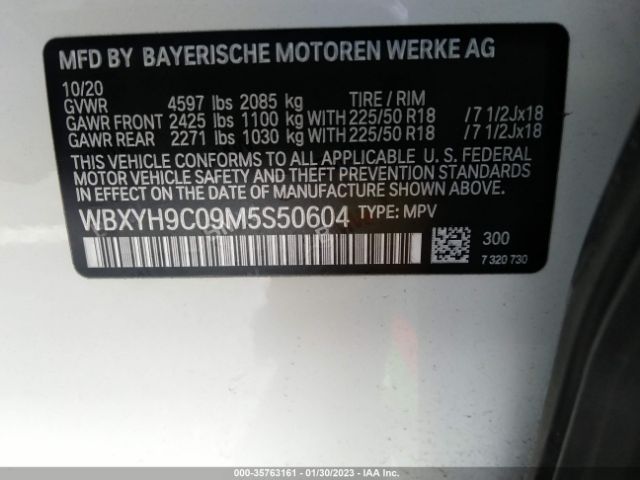 MFD BY BAYERISCHE MOTOREN WERKE AG
10/20
GVWR 4597 lbs 2085 kg TIRE / RIM
GAWR FRONT 2425 lbs 1100 kg WITH 225/50 R18 /7 1/2Jx18
GAWR REAR 2271 lbs 1030 kg WITH 225/50 R18 /7 1/2Jx18
THIS VEHICLE CONFORMS TO ALL APPLICABLE U. S. FEDERAL
MOTOR VEHICLE SAFETY AND THEFT PREVENTION STANDARDS
IN EFFECT ON THE DATE OF MANUFACTURE SHOWN ABOVE.
WBXYH9C09M5S50604 TYPE: MPV
300
7 320 730
000-35763161 - 01/30/2023 - IAA Inc.